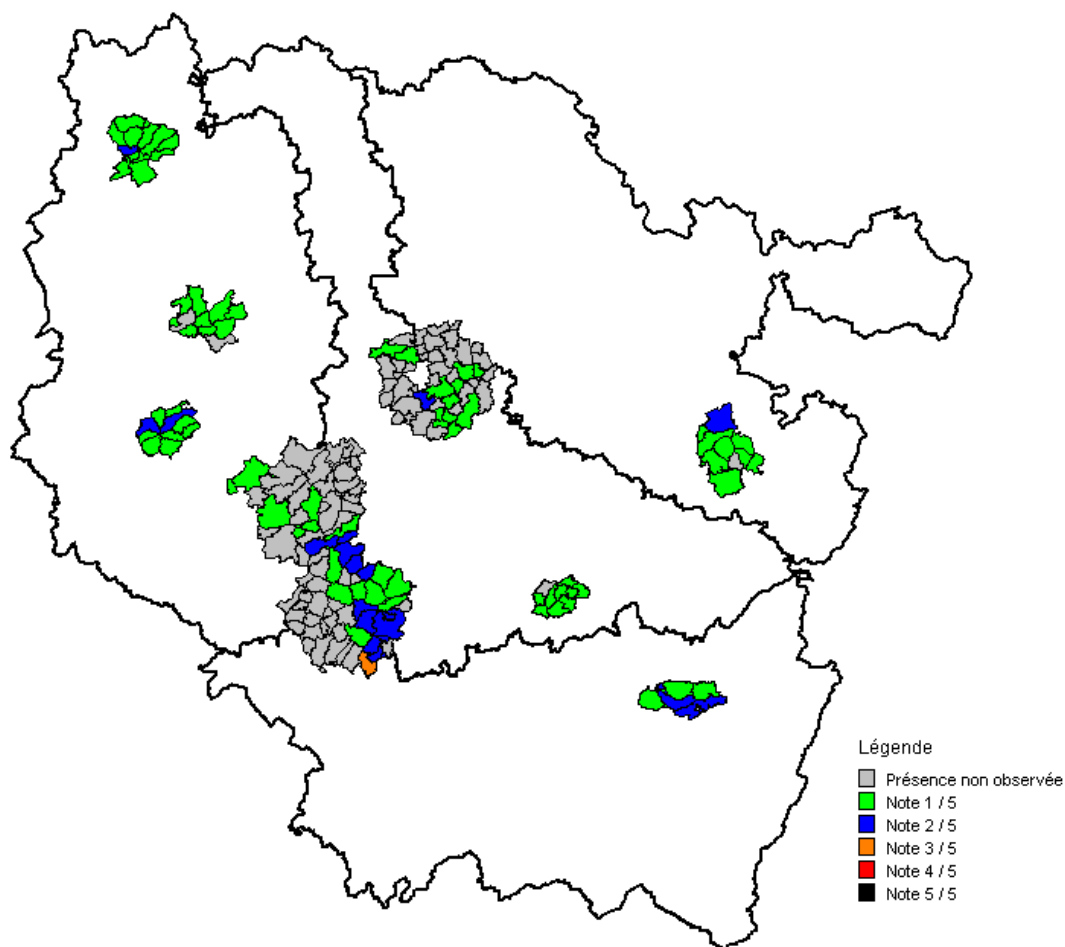 Légende
Présence non observée
Note 1 / 5
Note 2 / 5
Note 3 / 5
Note 4 / 5
Note 5 / 5